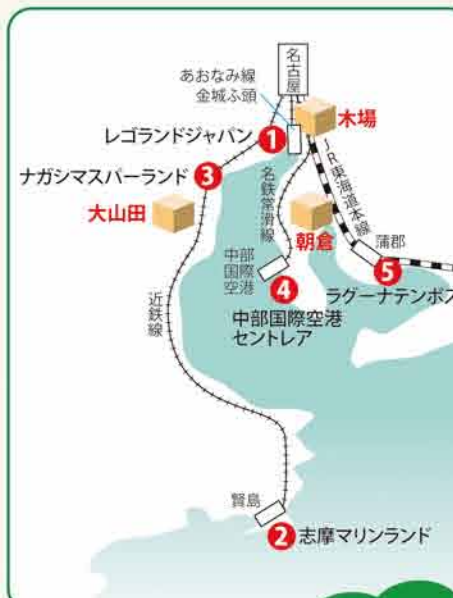 名古屋
あおなみ線
金城ふ頭
木場
レゴランドジャパン
1
ナガシマスパーランド
3
JR東海道本線
名鉄常滑線
大山田
朝倉
蒲郡
5
ラグーナテンボス
中部
国際
空港
4
中部国際空港
セントレア
近鉄線
賢島
2
志摩マリンランド